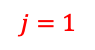 j = 1